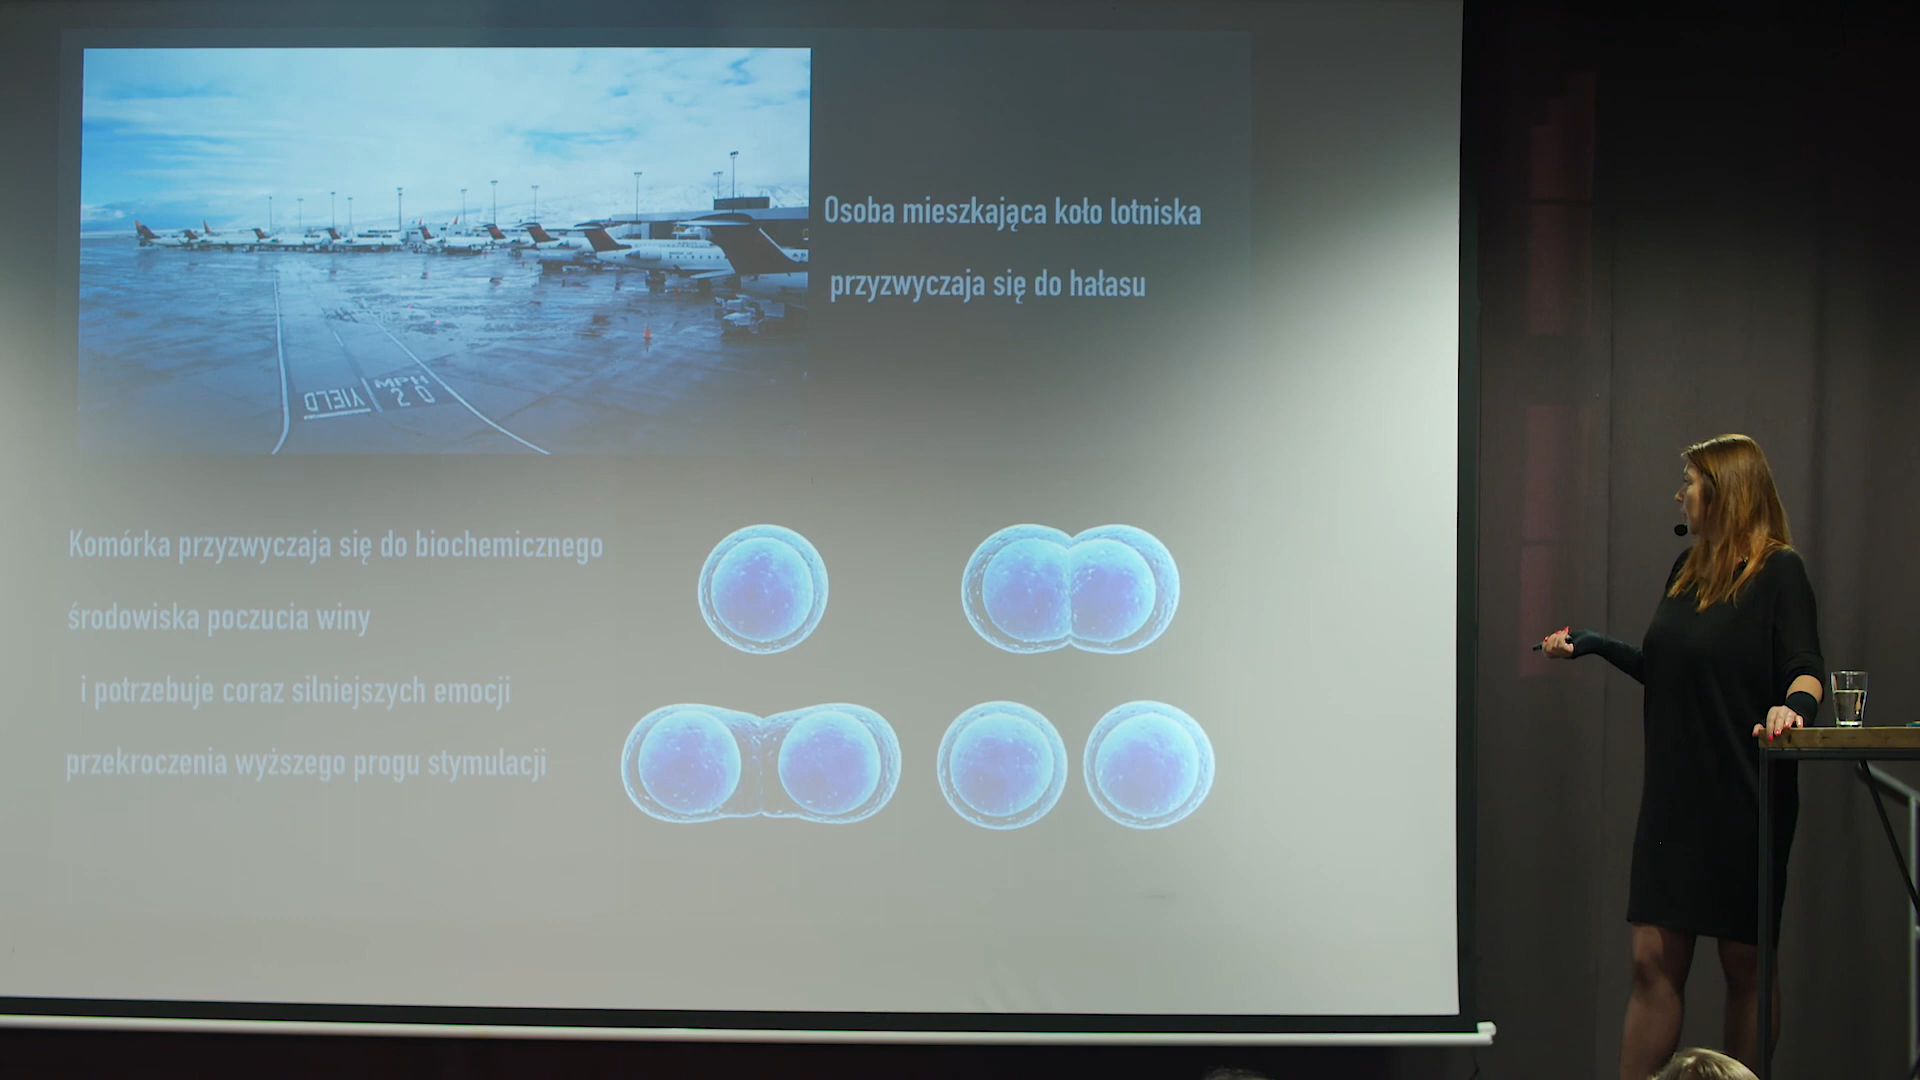 Osoba mieszkająca koło lotniska
przyzwyczaja się do hałasu
YIELD
MPH
20
Komórka przyzwyczaja się do biochemicznego
środowiska poczucia winy
i potrzebuje coraz silniejszych emocji
przekroczenia wyższego progu stymulacji